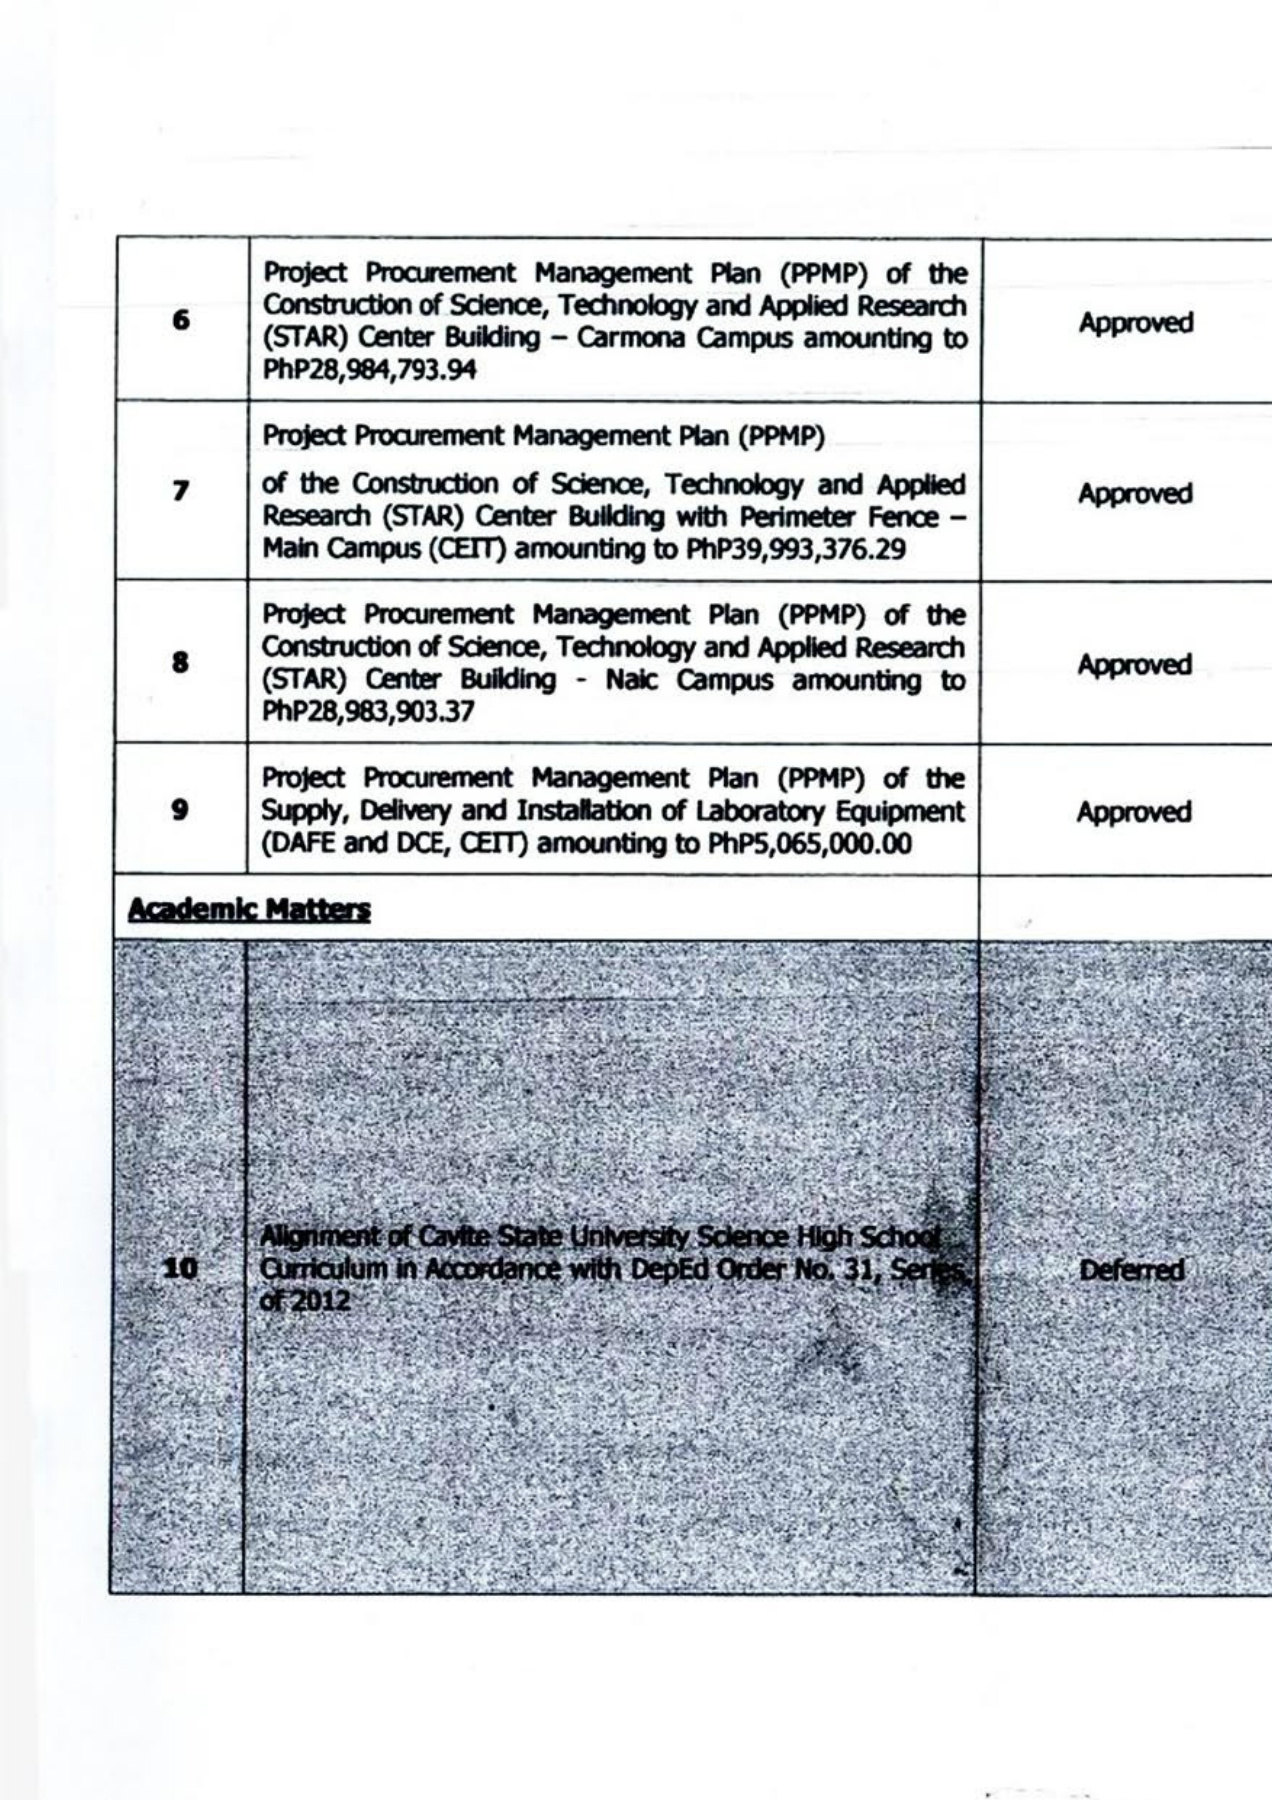 6
Project Procurement Management Plan (PPMP) of the
Construction of Science, Technology and Applied Research
(STAR) Center Building – Carmona Campus amounting to
PhP28,984,793.94
Approved
7
Project Procurement Management Plan (PPMP)
of the Construction of Science, Technology and Applied
Research (STAR) Center Building with Perimeter Fence –
Main Campus (CEIT) amounting to PhP39,993,376.29
Approved
8
Project Procurement Management Plan (PPMP) of the
Construction of Science, Technology and Applied Research
(STAR) Center Building - Naic Campus amounting to
PhP28,983,903.37
Approved
9
Project Procurement Management Plan (PPMP) of the
Supply, Delivery and Installation of Laboratory Equipment
(DAFE and DCE, CEIT) amounting to PhP5,065,000.00
Approved
Academic Matters
10
Alignment of Cavite State University Science High School
Curriculum in Accordance with DepEd Order No. 31, Series
of 2012
Deferred